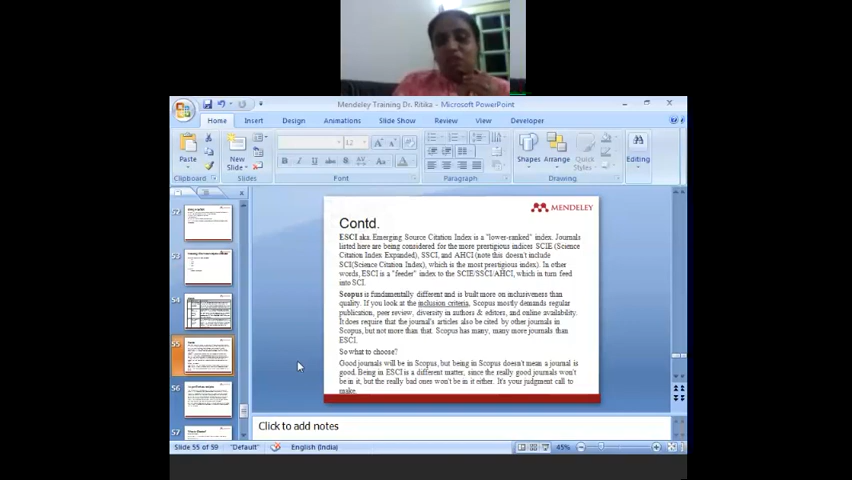 Mendeley Training Dr. Ritika - Microsoft PowerPoint
Home Insert Design Animations Slide Show Review View Developer
12
Paste
New Slide
Shapes Arrange Quick Styles
Editing
Clipboard Slides Font Paragraph Drawing
52
53
54
55
56
57
MENDELEY
Contd.
ESCI aka. Emerging Source Citation Index is a "lower-ranked" index. Journals
listed here are being considered for the more prestigious indices SCIE (Science
Citation Index Expanded), SSCI, and AHCI (note this doesn't include
SCI(Science Citation Index), which is the most prestigious index). In other
words, ESCI is a "feeder" index to the SCIE/SSCI/AHCI, which in turn feed
into SCI.
Scopus is fundamentally different and is built more on inclusiveness than
quality. If you look at the inclusion criteria, Scopus mostly demands regular
publication, peer review, diversity in authors & editors, and online availability.
It does require that the journal's articles also be cited by other journals in
Scopus, but not more than that. Scopus has many, many more journals than
ESCI.
So what to choose?
Good journals will be in Scopus, but being in Scopus doesn't mean a journal is
good. Being in ESCI is a different matter, since the really good journals won't
be in it, but the really bad ones won't be in it either. It's your judgment call to
make.
Click to add notes
Slide 55 of 59 "Default" English (India) 45%